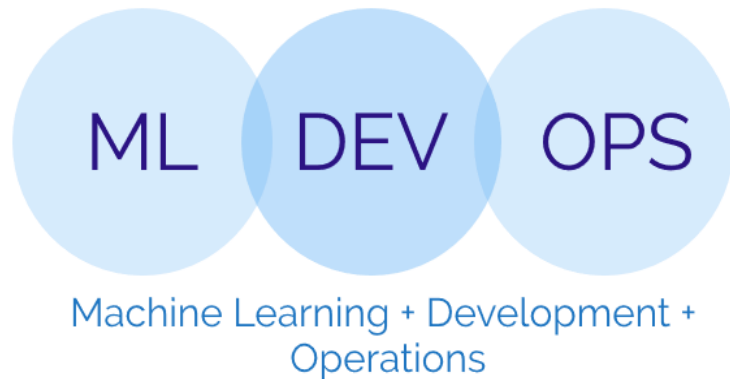 ML DEV OPS
Machine Learning + Development +
Operations